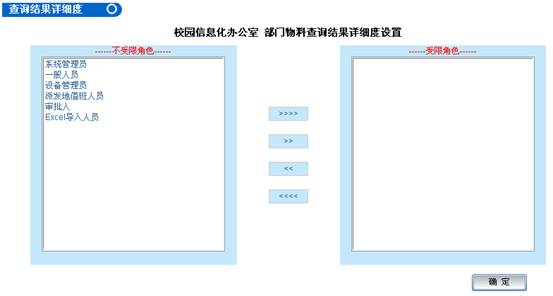 查询结果详细度
校园信息化办公室 部门物料查询结果详细度设置
------不受限角色------
------受限角色------
系统管理员
一般人员
设备管理员
派发地值班人员
审批人
Excel导入人员
>>>>
>>
<<
<<<<
确 定